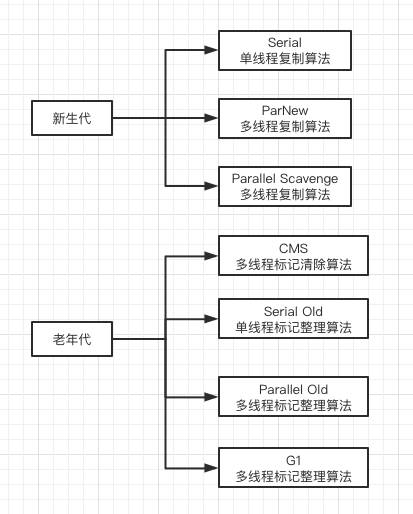 新生代
Serial
单线程复制算法
ParNew
多线程复制算法
Parallel Scavenge
多线程复制算法
老年代
CMS
多线程标记清除算法
Serial Old
单线程标记整理算法
Parallel Old
多线程标记整理算法
G1
多线程标记整理算法